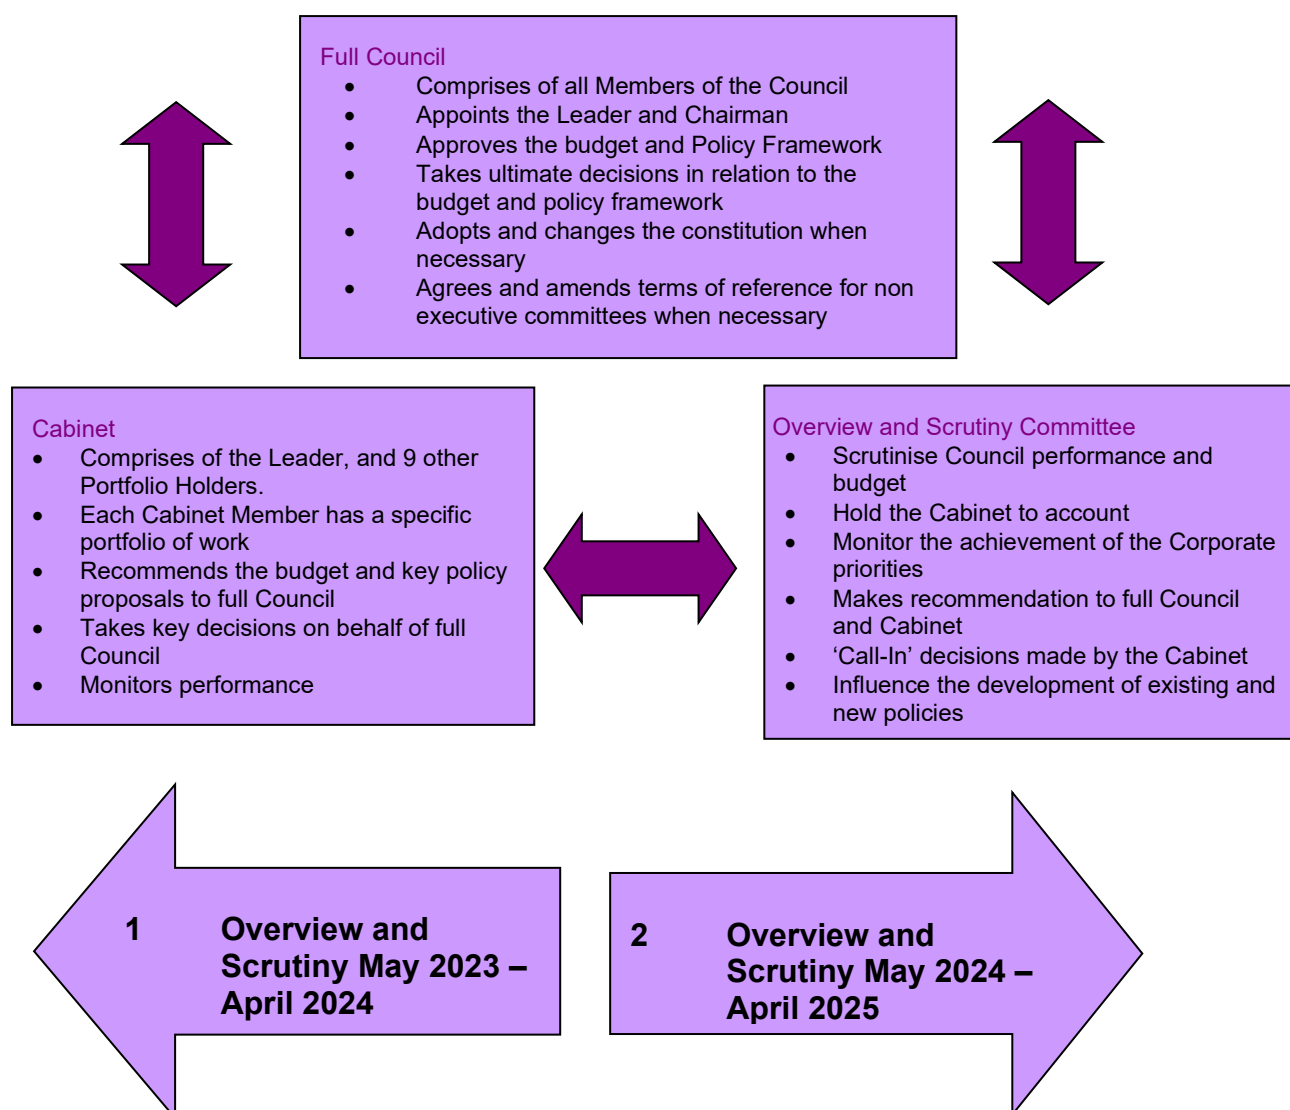 Full Council
• Comprises of all Members of the Council
• Appoints the Leader and Chairman
• Approves the budget and Policy Framework
• Takes ultimate decisions in relation to the
budget and policy framework
• Adopts and changes the constitution when
necessary
• Agrees and amends terms of reference for non
executive committees when necessary
Cabinet
• Comprises of the Leader, and 9 other
Portfolio Holders.
• Each Cabinet Member has a specific
portfolio of work
• Recommends the budget and key policy
proposals to full Council
• Takes key decisions on behalf of full
Council
• Monitors performance
Overview and Scrutiny Committee
• Scrutinise Council performance and
budget
• Hold the Cabinet to account
• Monitor the achievement of the Corporate
priorities
• Makes recommendation to full Council
and Cabinet
• ‘Call-In’ decisions made by the Cabinet
• Influence the development of existing and
new policies
1 Overview and
Scrutiny May 2023 –
April 2024
2 Overview and
Scrutiny May 2024 –
April 2025